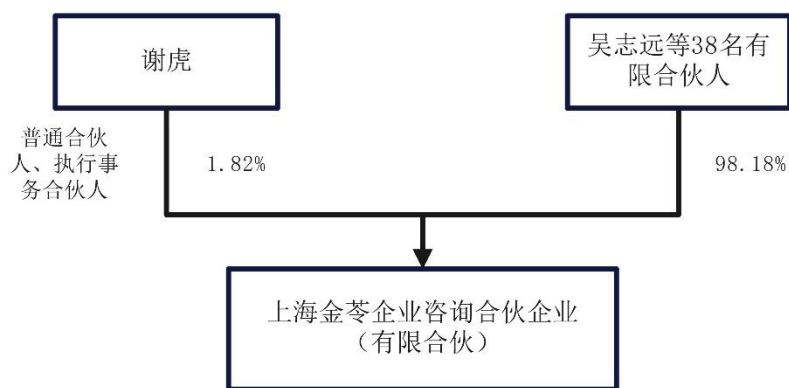 谢虎
吴志远等38名有
限合伙人
普通合伙
人、执行事
务合伙人
1.82%
98.18%
上海金苓企业咨询合伙企业
（有限合伙）